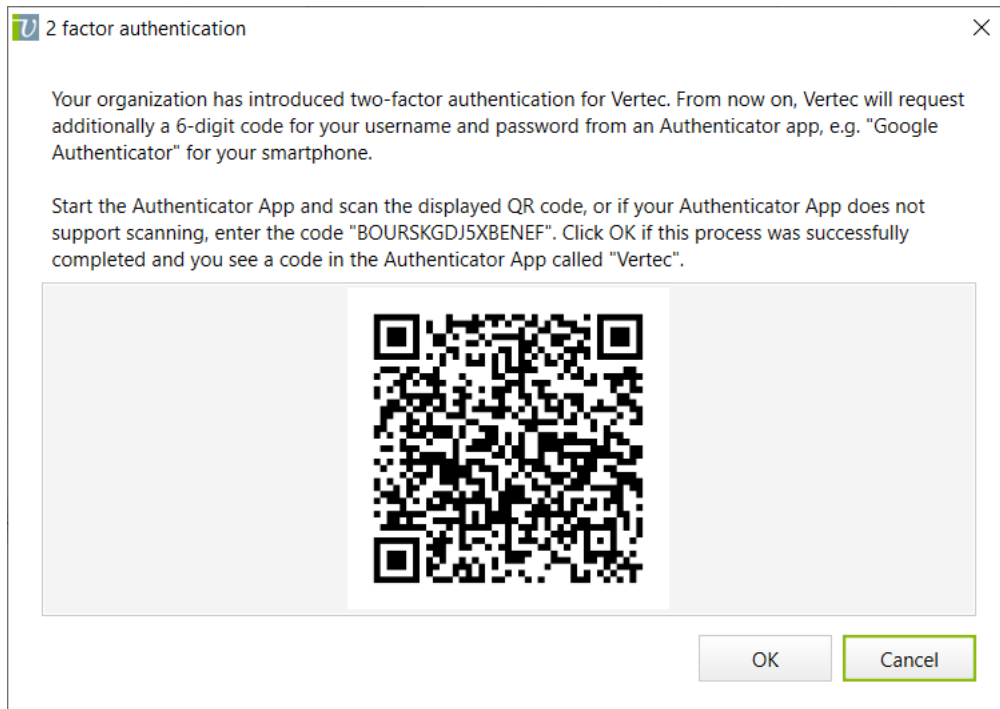 2 factor authentication
Your organization has introduced two-factor authentication for Vertec. From now on, Vertec will request
additionally a 6-digit code for your username and password from an Authenticator app, e.g. "Google
Authenticator" for your smartphone.
Start the Authenticator App and scan the displayed QR code, or if your Authenticator App does not
support scanning, enter the code "BOURSKGDJ5XBENEF". Click OK if this process was successfully
completed and you see a code in the Authenticator App called "Vertec".
OK
Cancel